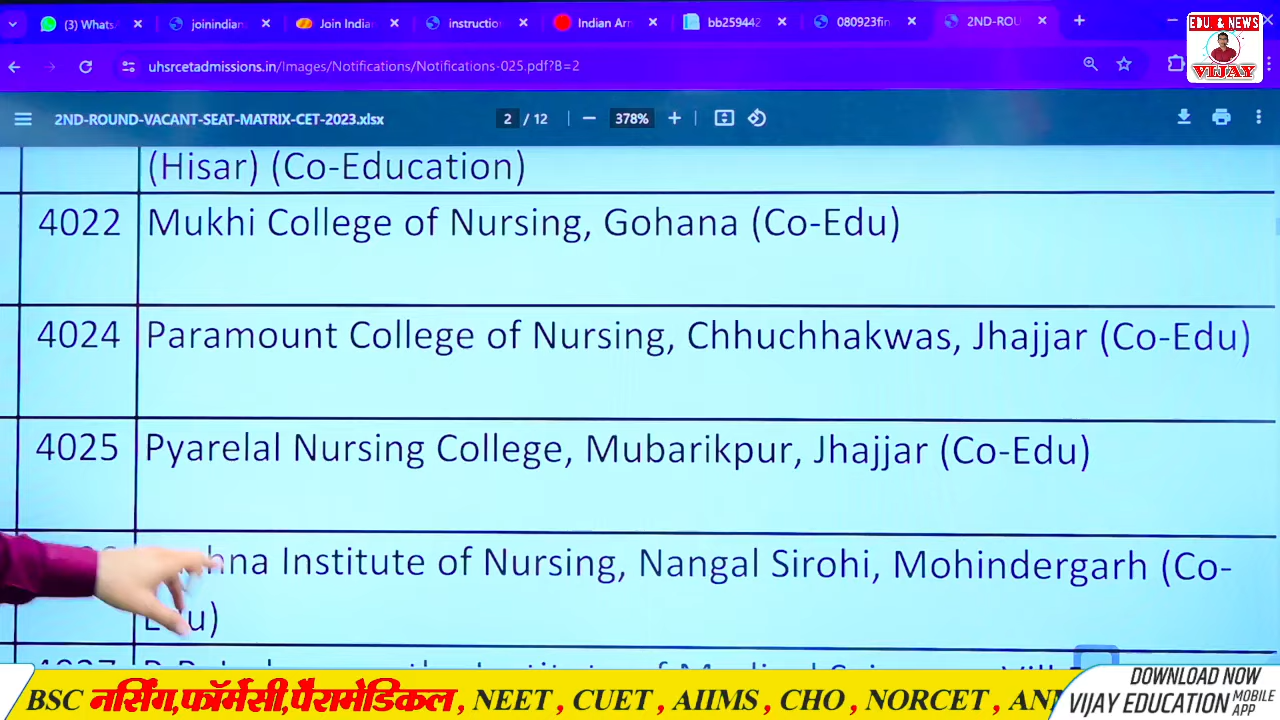 (3) Whats
joinindian
Join India
instructio
Indian Arm
bb259442
080923fin
2ND-ROU
EDU. & NEWS
VIJAY
uhsrcetadmissions.in/Images/Notifications/Notifications-025.pdf?B=2
2ND-ROUND-VACANT-SEAT-MATRIX-CET-2023.xlsx
2 / 12
378%
(Hisar) (Co-Education)
4022 Mukhi College of Nursing, Gohana (Co-Edu)
4024 Paramount College of Nursing, Chhuchhakwas, Jhajjar (Co-Edu)
4025 Pyarelal Nursing College, Mubarikpur, Jhajjar (Co-Edu)
Institute of Nursing, Nangal Sirohi, Mohindergarh (Co-
Edu)
BSC नर्सिंग,फॉर्मेसी,पैरामेडिकल, NEET , CUET , AIIMS , CHO , NORCET , ANM
DOWNLOAD NOW
VIJAY EDUCATION MOBILE APP